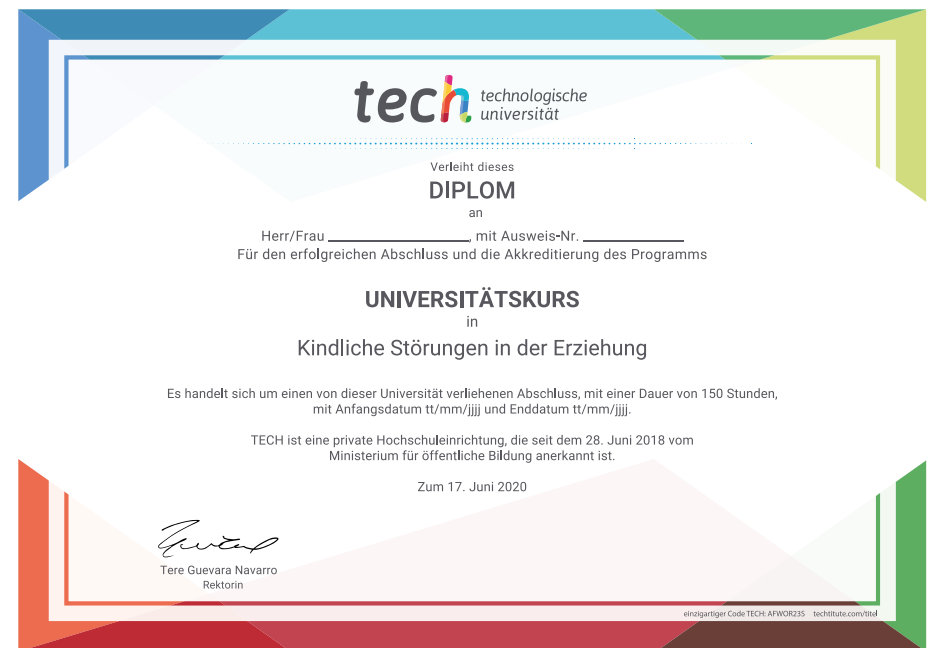 tech technologische
universität
Verleiht dieses
DIPLOM
an
Herr/Frau ____________________, mit Ausweis-Nr. ______________
Für den erfolgreichen Abschluss und die Akkreditierung des Programms
UNIVERSITÄTSKURS
in
Kindliche Störungen in der Erziehung
Es handelt sich um einen von dieser Universität verliehenen Abschluss, mit einer Dauer von 150 Stunden,
mit Anfangsdatum tt/mm/jjjj und Enddatum tt/mm/jjjj.
TECH ist eine private Hochschuleinrichtung, die seit dem 28. Juni 2018 vom
Ministerium für öffentliche Bildung anerkannt ist.
Zum 17. Juni 2020
Tere Guevara Navarro
Rektorin
einzigartiger Code TECH: AFWOR23S techtitute.com/titel